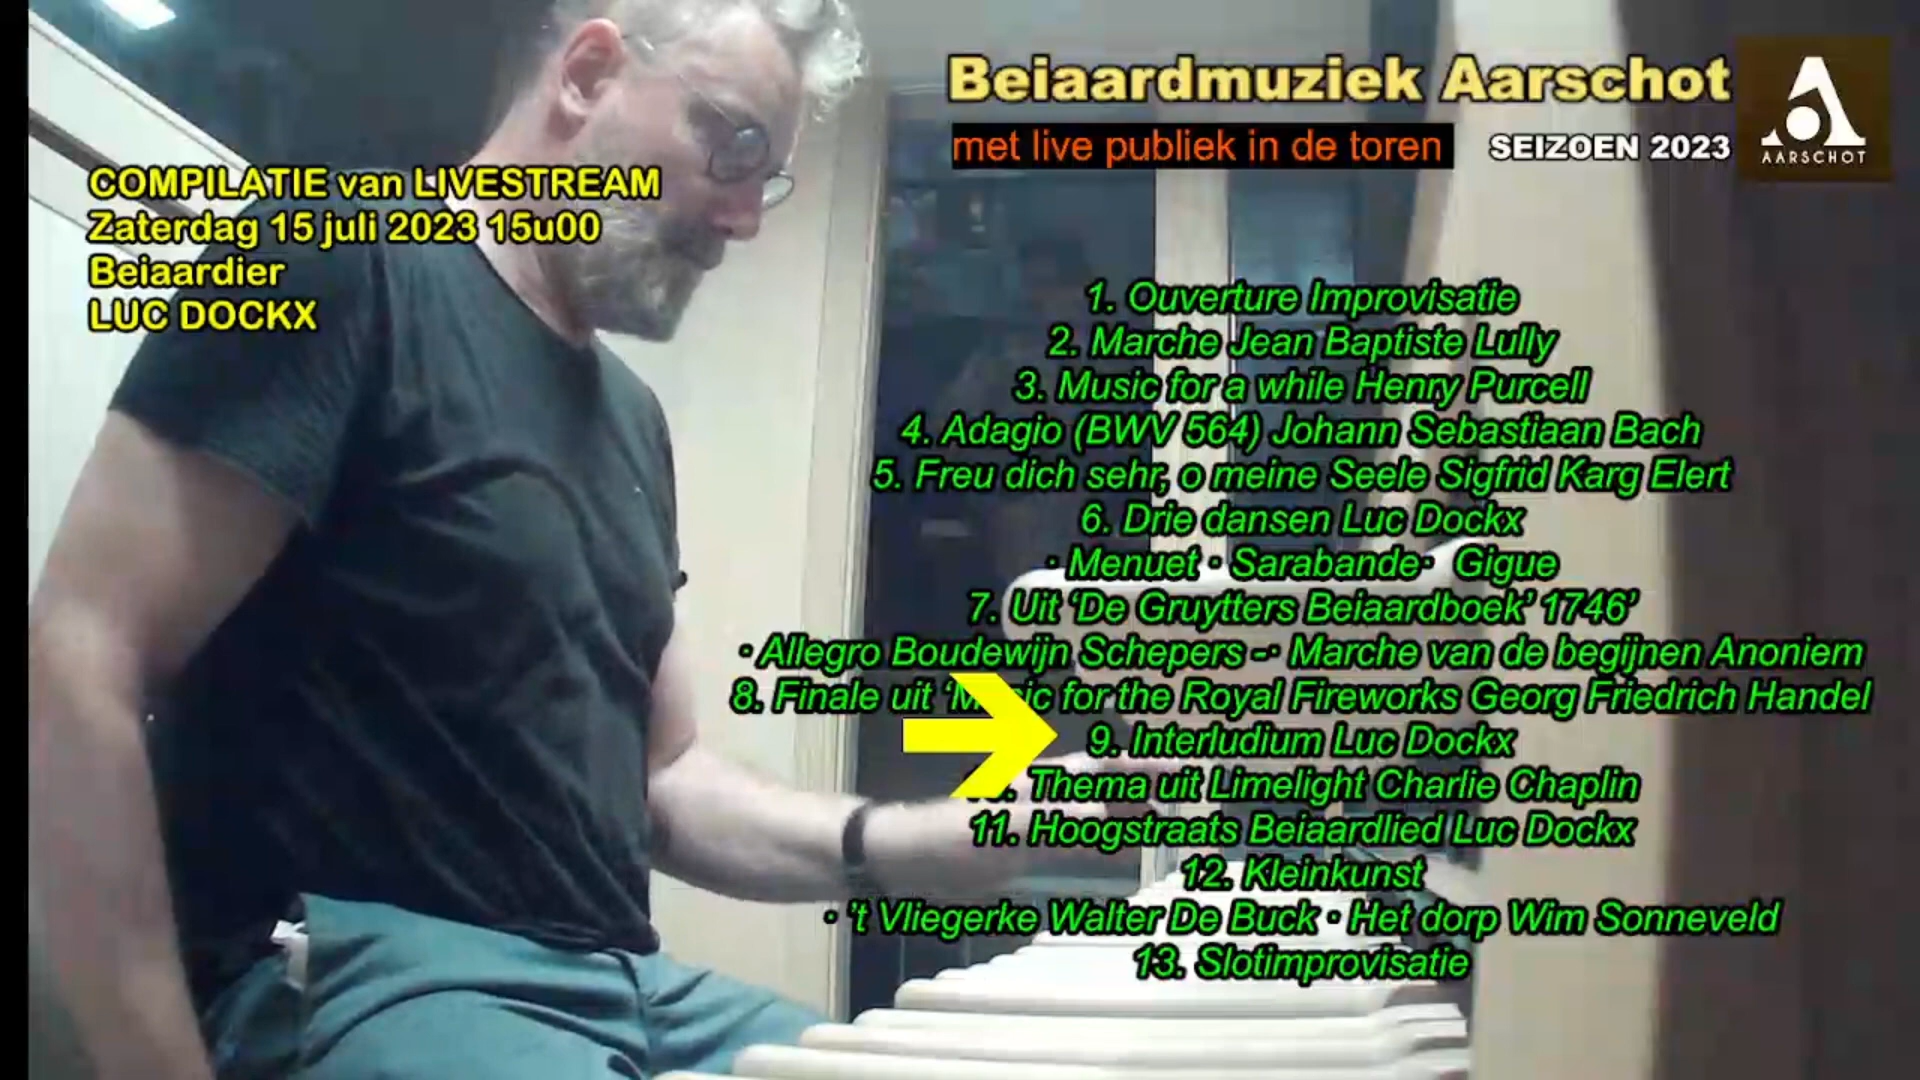 Beiaardmuziek Aarschot
met live publiek in de toren
SEIZOEN 2023
AARSCHOT
COMPILATIE van LIVESTREAM
Zaterdag 15 juli 2023 15u00
Beiaardier
LUC DOCKX
1. Ouverture Improvisatie
2. Marche Jean Baptiste Lully
3. Music for a while Henry Purcell
4. Adagio (BWV 564) Johann Sebastiaan Bach
5. Freu dich sehr, o meine Seele Sigfrid Karg Elert
6. Drie dansen Luc Dockx
· Menuet · Sarabande· Gigue
7. Uit ‘De Gruytters Beiaardboek’ 1746’
· Allegro Boudewijn Schepers -· Marche van de begijnen Anoniem
8. Finale uit ‘Music for the Royal Fireworks Georg Friedrich Handel
9. Interludium Luc Dockx
Thema uit Limelight Charlie Chaplin
11. Hoogstraats Beiaardlied Luc Dockx
12. Kleinkunst
· ’t Vliegerke Walter De Buck · Het dorp Wim Sonneveld
13. Slotimprovisatie